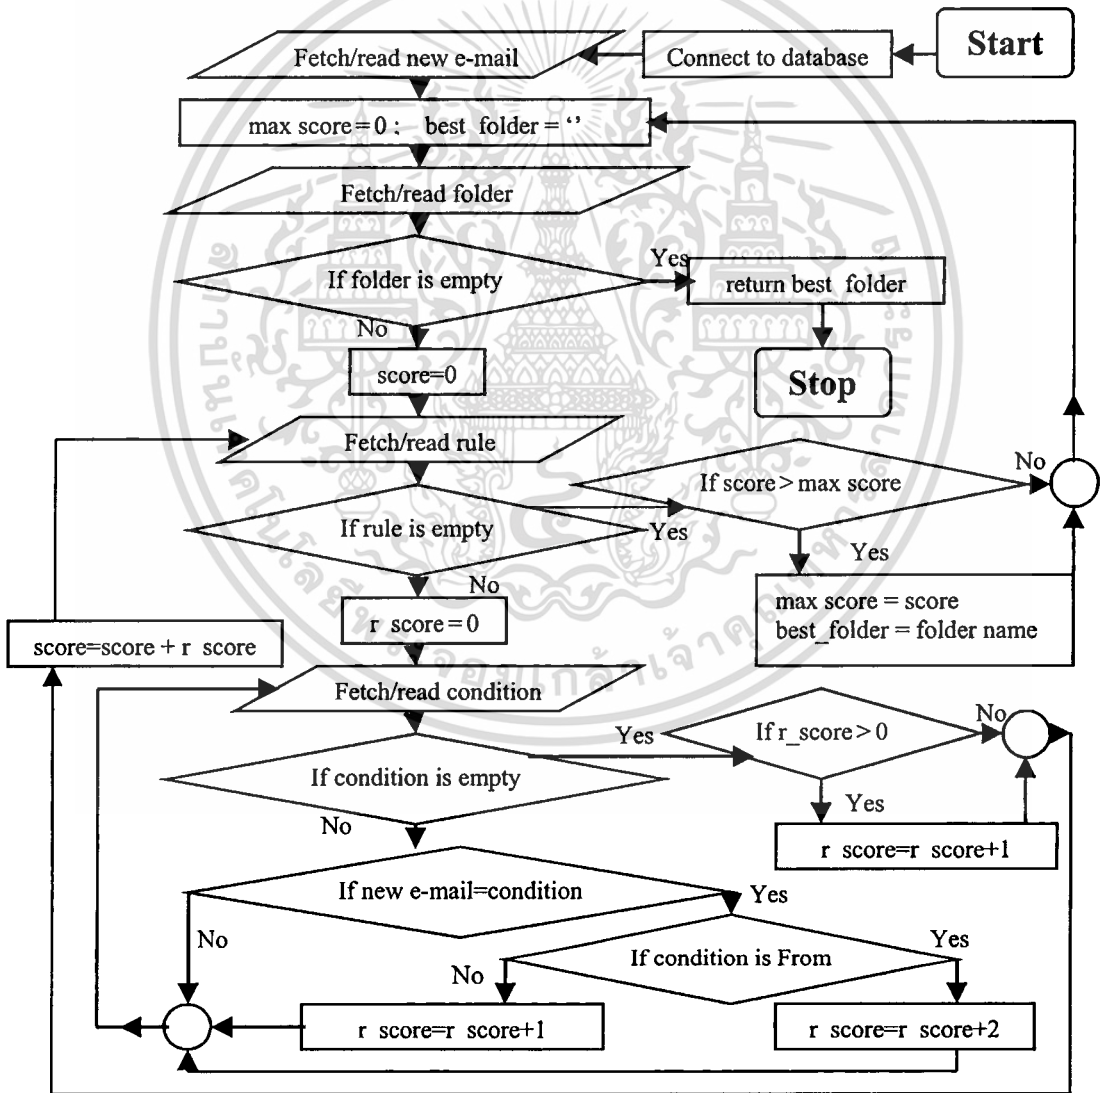 Start
Connect to database
Fetch/read new e-mail
max score=0 ; best folder = ‘’
Fetch/read folder
If folder is empty
Yes
return best folder
No
score=0
Stop
Fetch/read rule
If score > max score
No
If rule is empty
Yes
Yes
No
max score = score
best_folder = folder name
r score = 0
score=score + r score
Fetch/read condition
If r_score > 0
No
Yes
If condition is empty
Yes
No
r score=r score+1
If new e-mail=condition
Yes
No
If condition is From
Yes
No
r score=r score+1
r score=r score+2